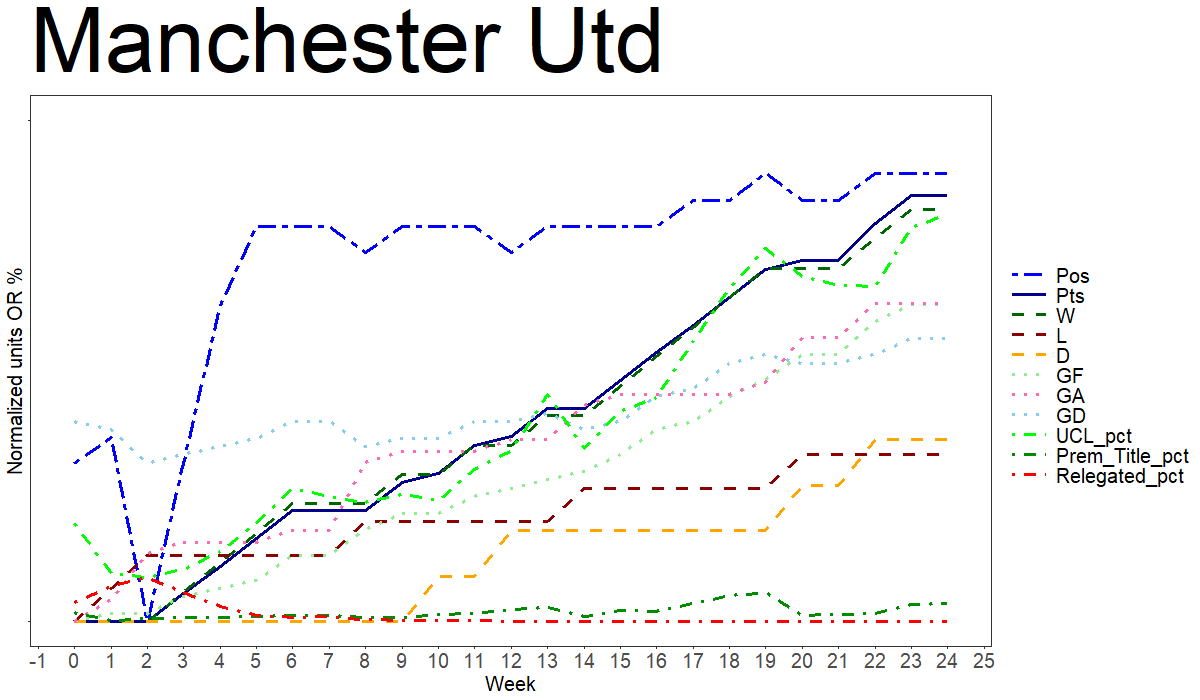 Manchester Utd
Normalized units OR %
-1 0 1 2 3 4 5 6 7 8 9 10 11 12 13 14 15 16 17 18 19 20 21 22 23 24 25
Week
Pos
Pts
W
L
D
GF
GA
GD
UCL_pct
Prem_Title_pct
Relegated_pct